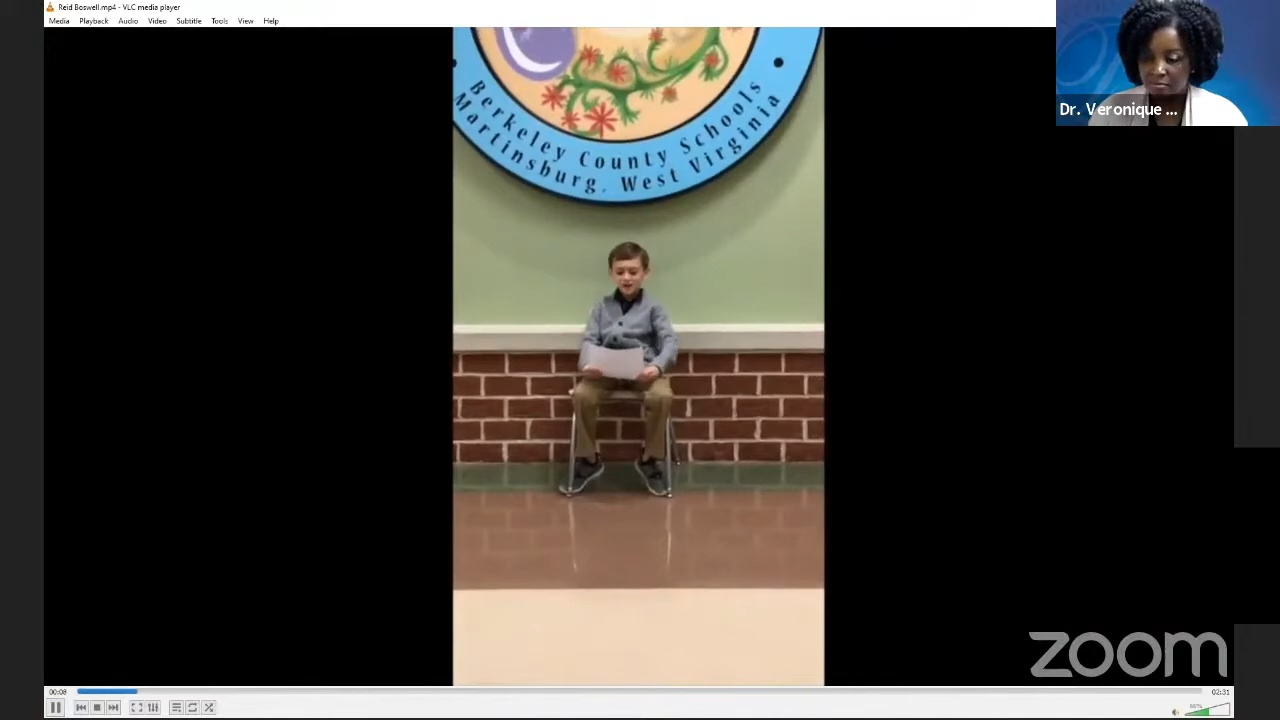 Reid Boswell.mp4 - VLC media player
Media Playback Audio Video Subtitle Tools View Help
Dr. Veronique ...
Berkeley County Schools
Martinsburg, West Virginia
zoom
00:08
02:31